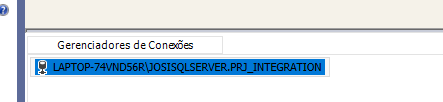 Gerenciadores de Conexões
LAPTOP-74VND56R\JOSISQLSERVER.PRJ_INTEGRATION